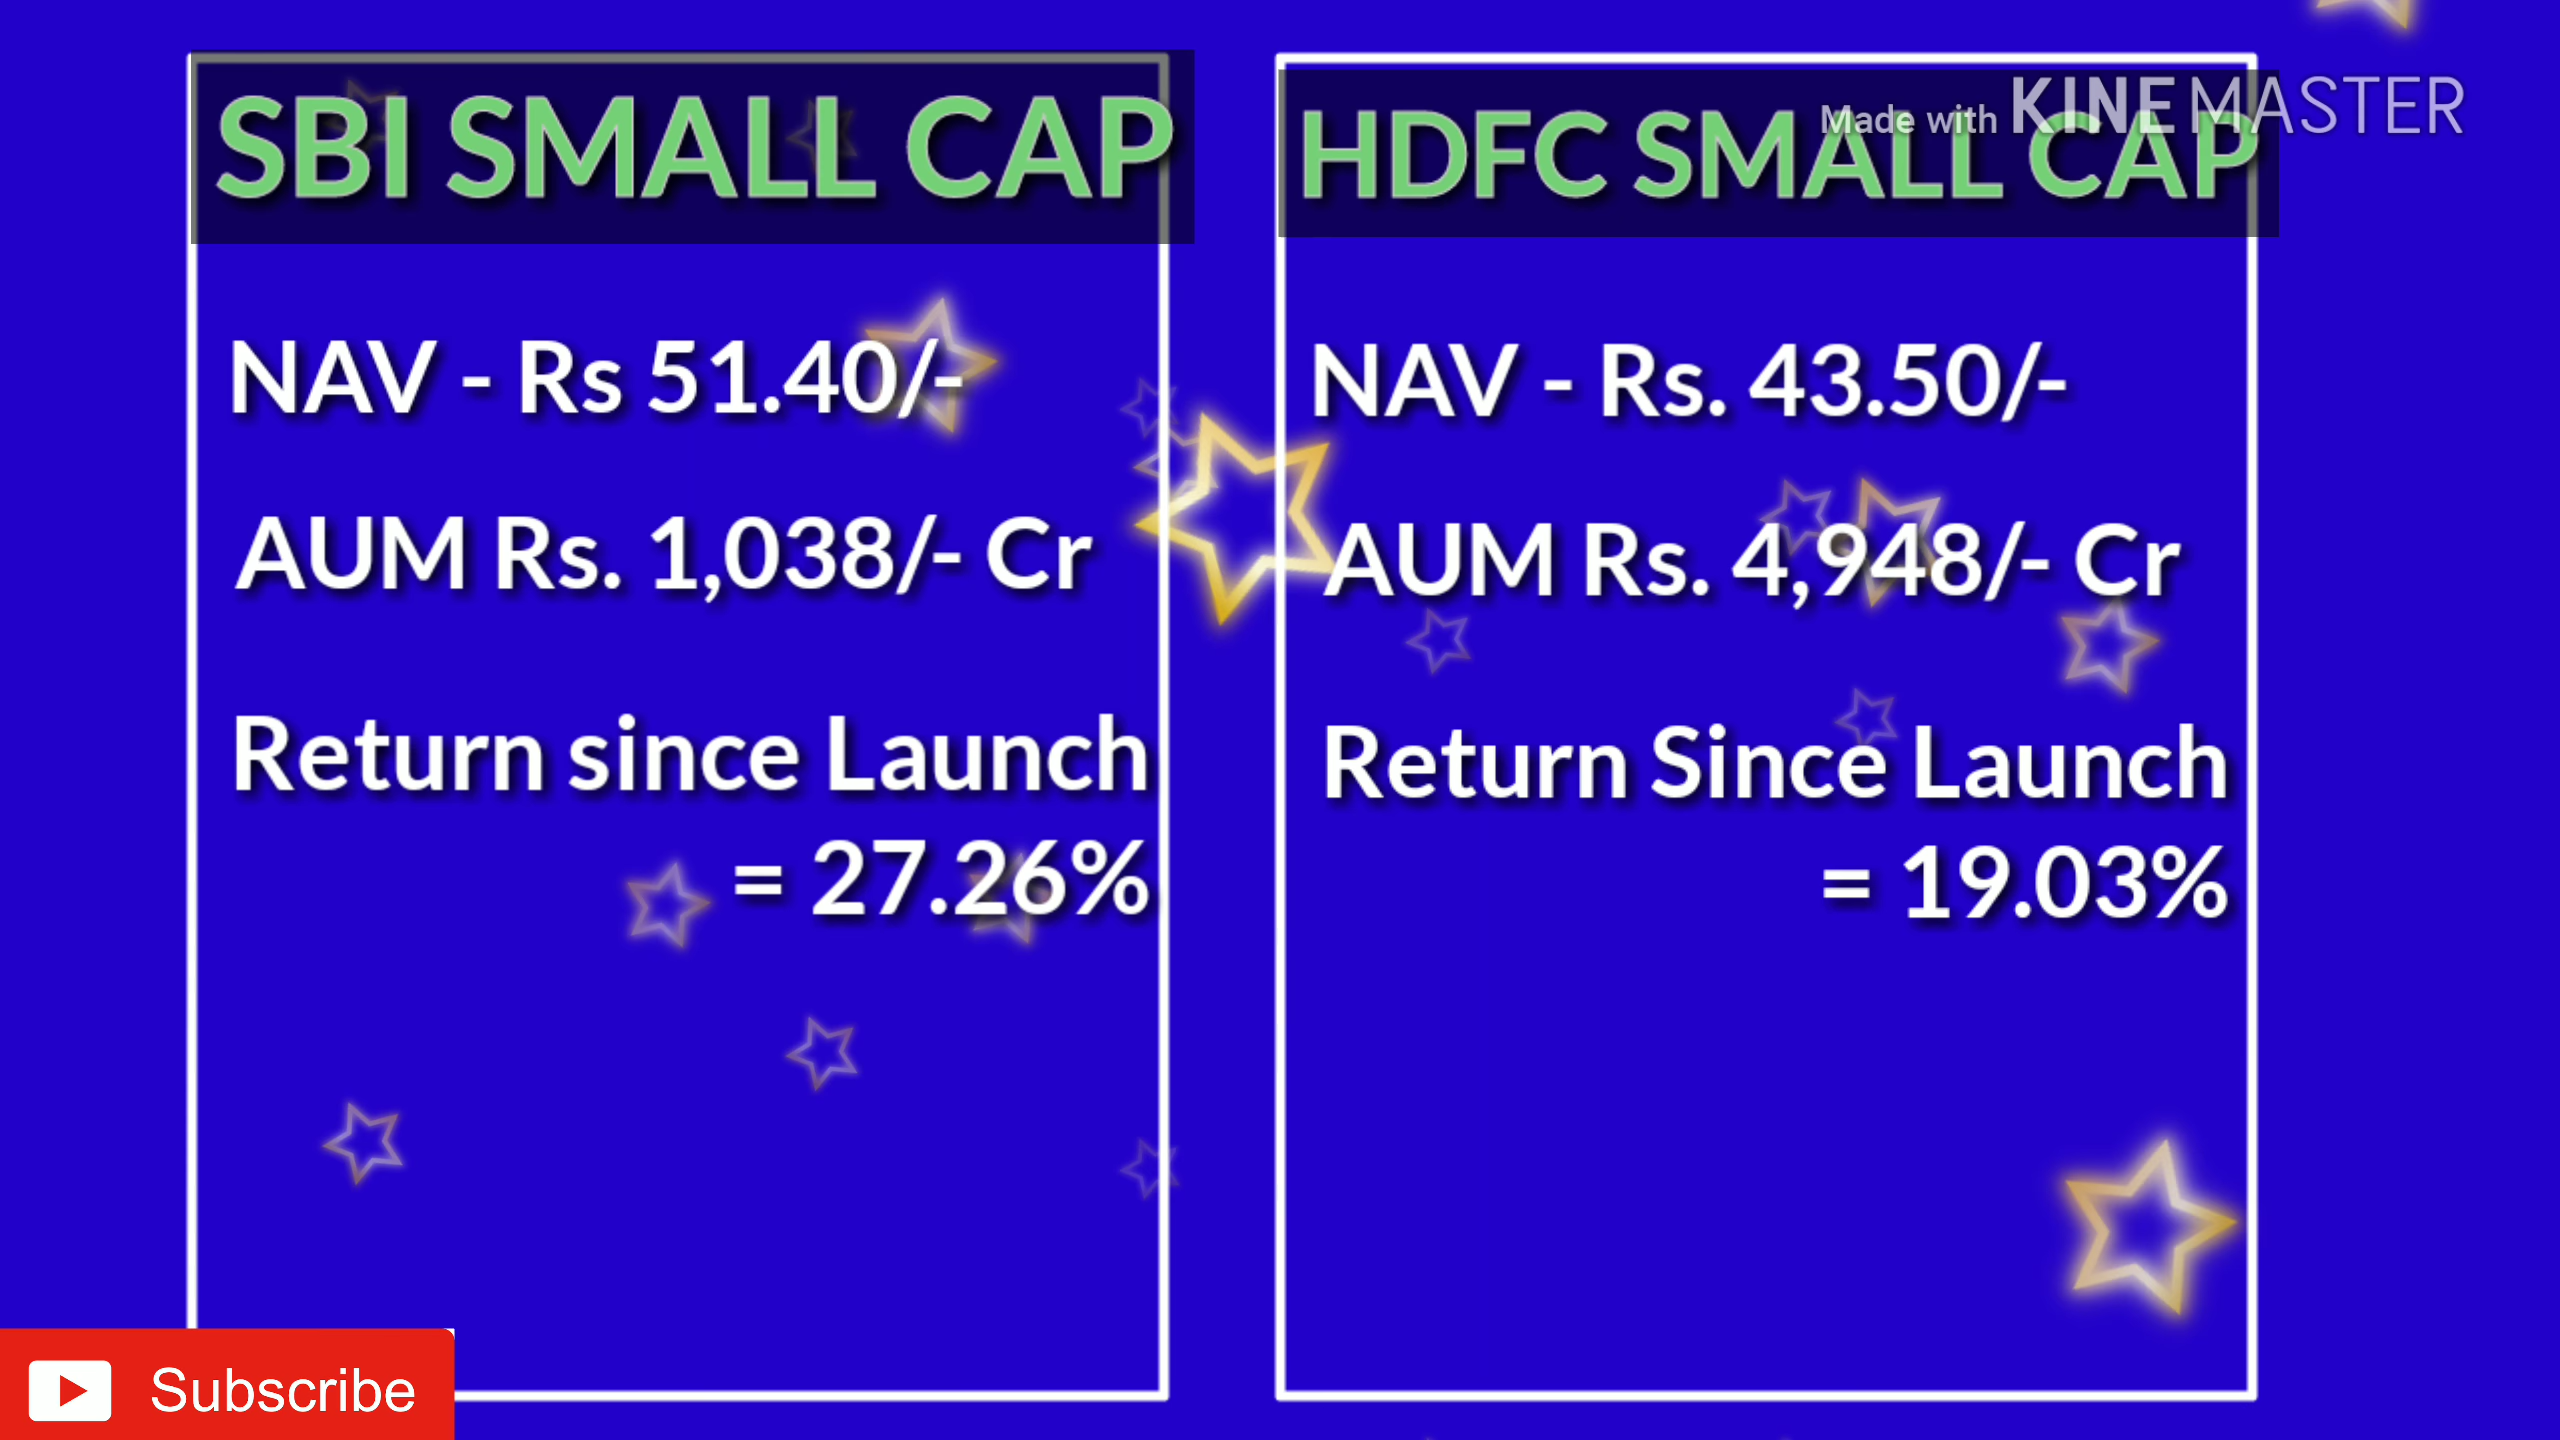 SBI SMALL CAP
NAV - Rs 51.40/-
AUM Rs. 1,038/- Cr
Return since Launch
= 27.26%
HDFC SMALL CAP
Made with KINEMASTER
NAV - Rs. 43.50/-
AUM Rs. 4,948/- Cr
Return Since Launch
= 19.03%
Subscribe